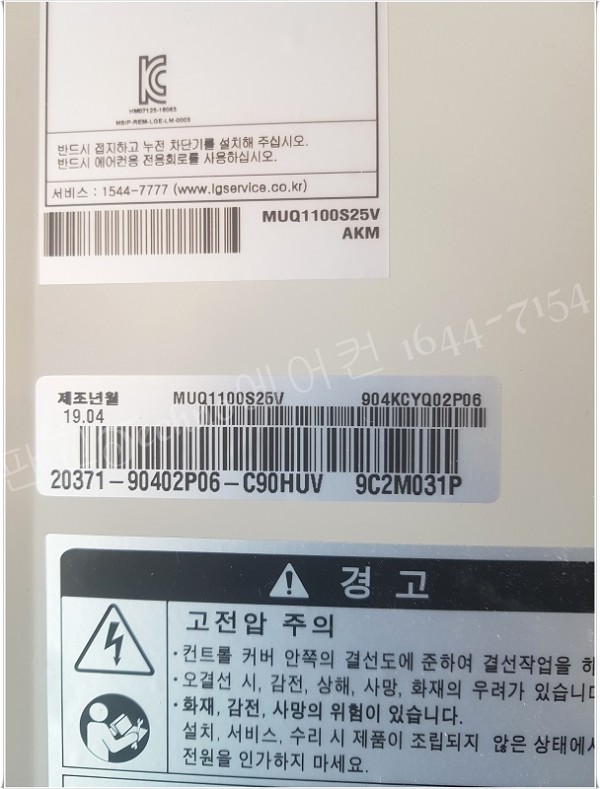 HM07125-16083
MSIP-REM-LGE-LM-0003
반드시 접지하고 누전 차단기를 설치해 주십시오.
반드시 에어컨용 전용회로를 사용하십시오.
서비스 : 1544-7777 (www.lgservice.co.kr)
MUQ1100S25V
AKM
에어컨 1644-7154
제조년월 MUQ1100S25V 904KCYQ02P06
19.04
20371-90402P06-C90HUV 9C2M031P
경 고
고전압 주의
·컨트롤 커버 안쪽의 결선도에 준하여 결선작업을 하
·오결선 시, 감전, 상해, 사망, 화재의 우려가 있습니다
·화재, 감전, 사망의 위험이 있습니다.
설치, 서비스, 수리 시 제품이 조립되지 않은 상태에서
전원을 인가하지 마세요.